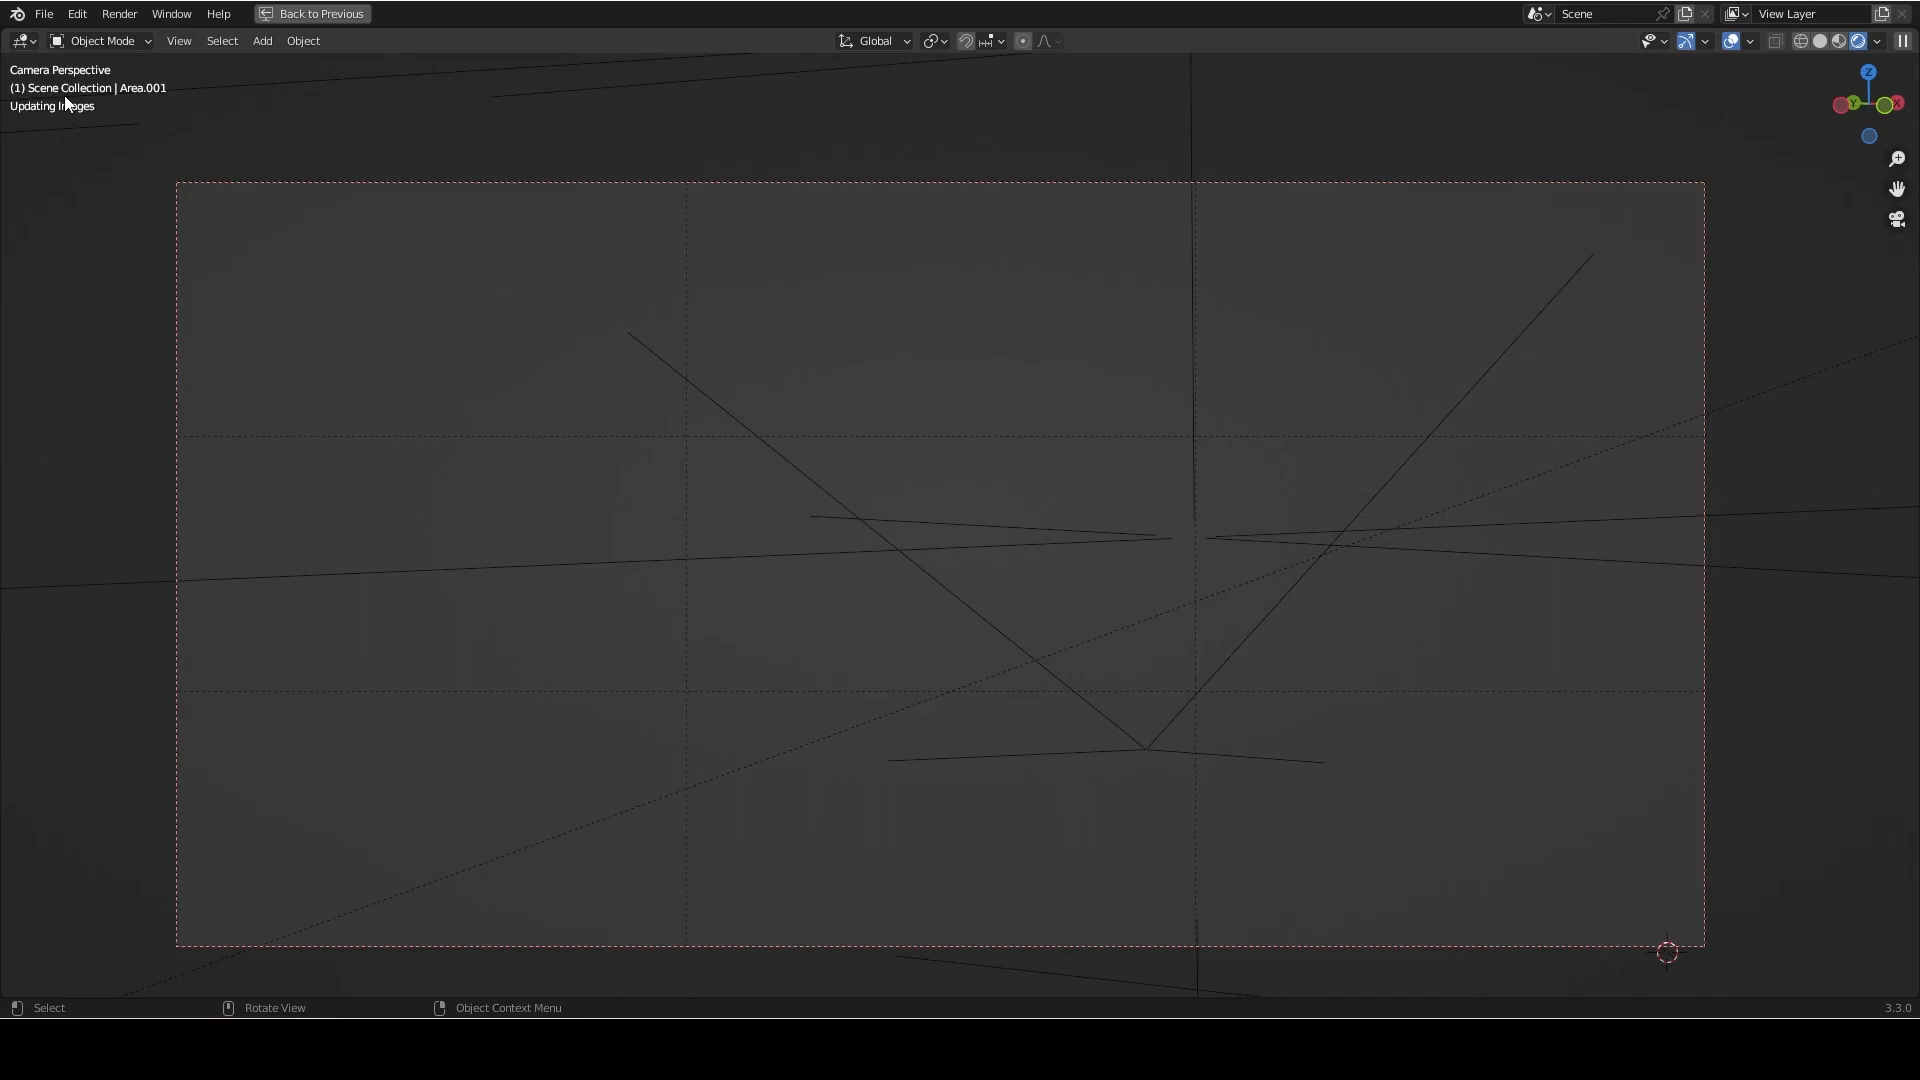 File Edit Render Window Help Back to Previous Scene View Layer
Object Mode View Select Add Object Global
Camera Perspective
(1) Scene Collection | Area.001
Updating Images
Z
Y X
Select Rotate View Object Context Menu 3.3.0